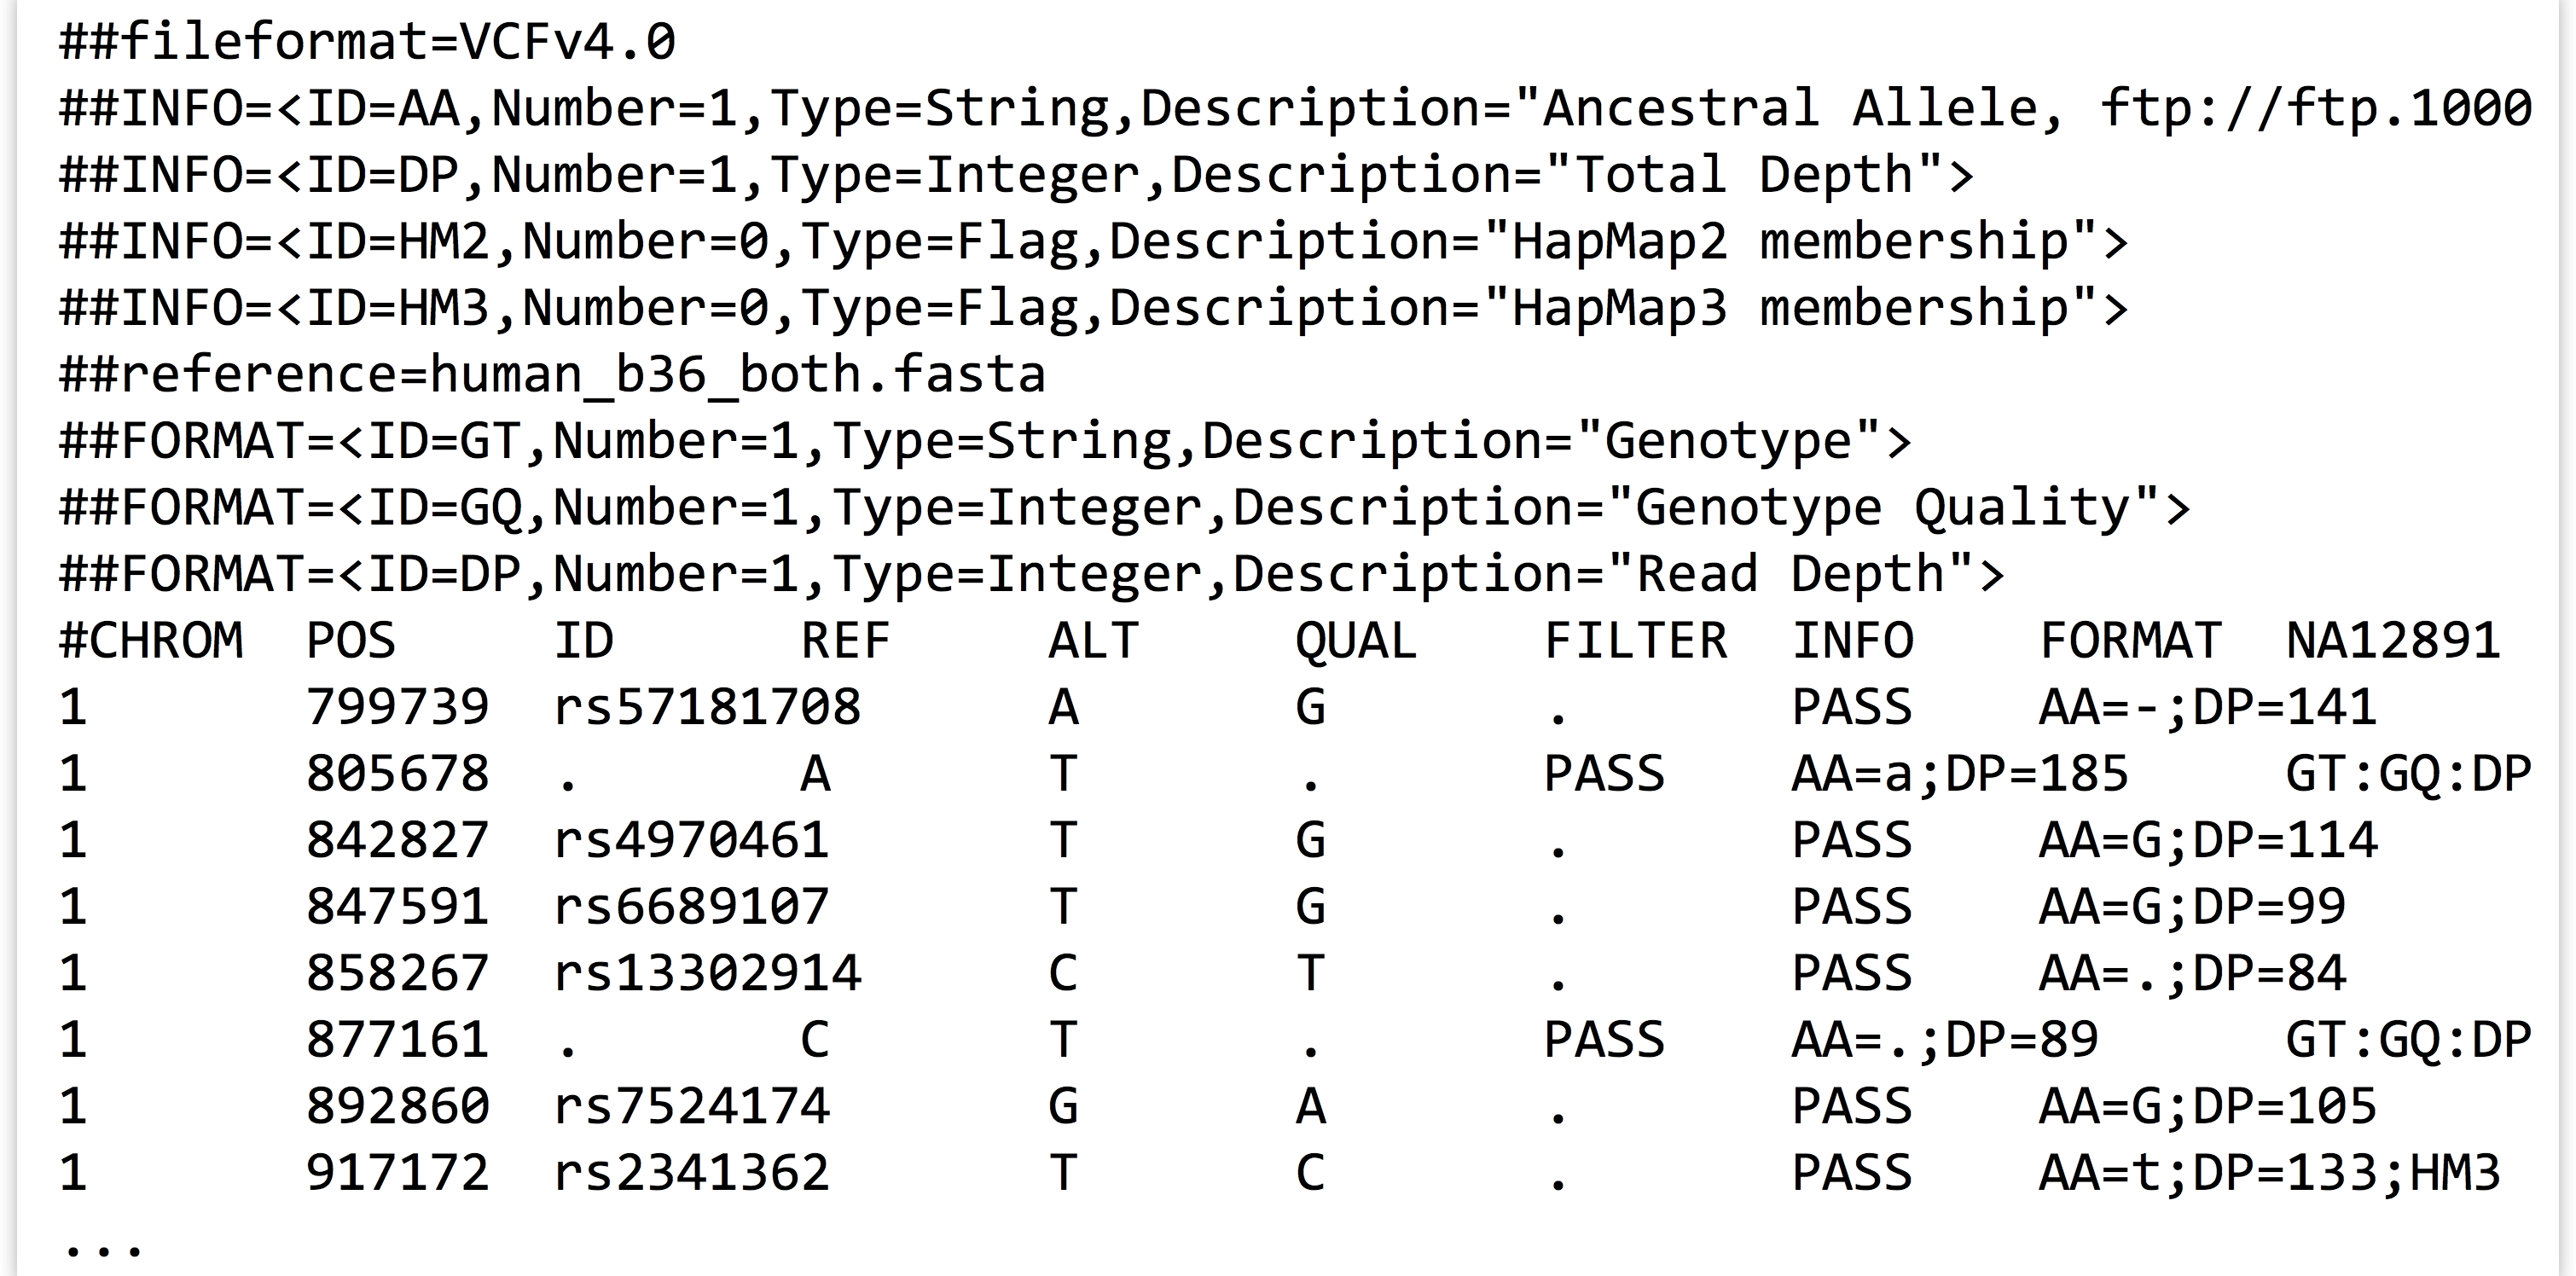 ##fileformat=VCFv4.0
##INFO=<ID=AA,Number=1,Type=String,Description="Ancestral Allele, ftp://ftp.1000
##INFO=<ID=DP,Number=1,Type=Integer,Description="Total Depth">
##INFO=<ID=HM2,Number=0,Type=Flag,Description="HapMap2 membership">
##INFO=<ID=HM3,Number=0,Type=Flag,Description="HapMap3 membership">
##reference=human_b36_both.fasta
##FORMAT=<ID=GT,Number=1,Type=String,Description="Genotype">
##FORMAT=<ID=GQ,Number=1,Type=Integer,Description="Genotype Quality">
##FORMAT=<ID=DP,Number=1,Type=Integer,Description="Read Depth">
#CHROM  POS     ID      REF     ALT     QUAL    FILTER  INFO    FORMAT  NA12891
1       799739  rs57181708      A       G       .       PASS    AA=-;DP=141
1       805678  .       A       T       .       PASS    AA=a;DP=185     GT:GQ:DP
1       842827  rs4970461       T       G       .       PASS    AA=G;DP=114
1       847591  rs6689107       T       G       .       PASS    AA=G;DP=99
1       858267  rs13302914      C       T       .       PASS    AA=.;DP=84
1       877161  .       C       T       .       PASS    AA=.;DP=89      GT:GQ:DP
1       892860  rs7524174       G       A       .       PASS    AA=G;DP=105
1       917172  rs2341362       T       C       .       PASS    AA=t;DP=133;HM3
...